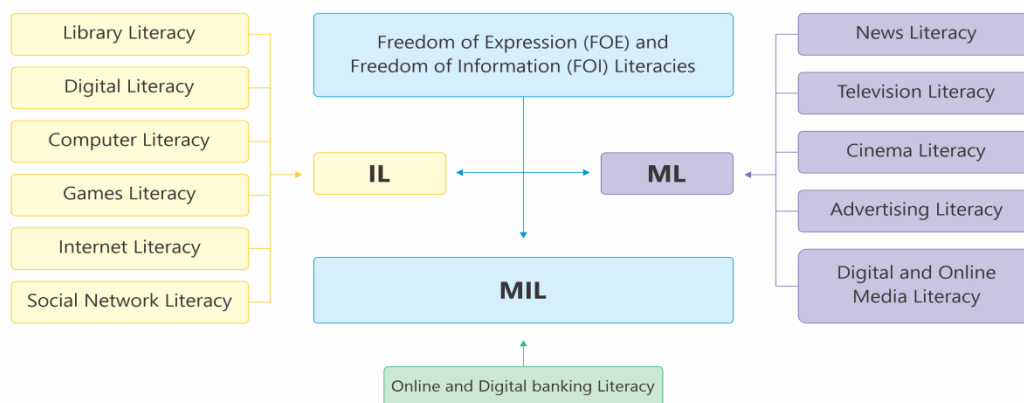 Library Literacy
Digital Literacy
Computer Literacy
Games Literacy
Internet Literacy
Social Network Literacy
Freedom of Expression (FOE) and
Freedom of Information (FOI) Literacies
IL
ML
MIL
Online and Digital banking Literacy
News Literacy
Television Literacy
Cinema Literacy
Advertising Literacy
Digital and Online
Media Literacy